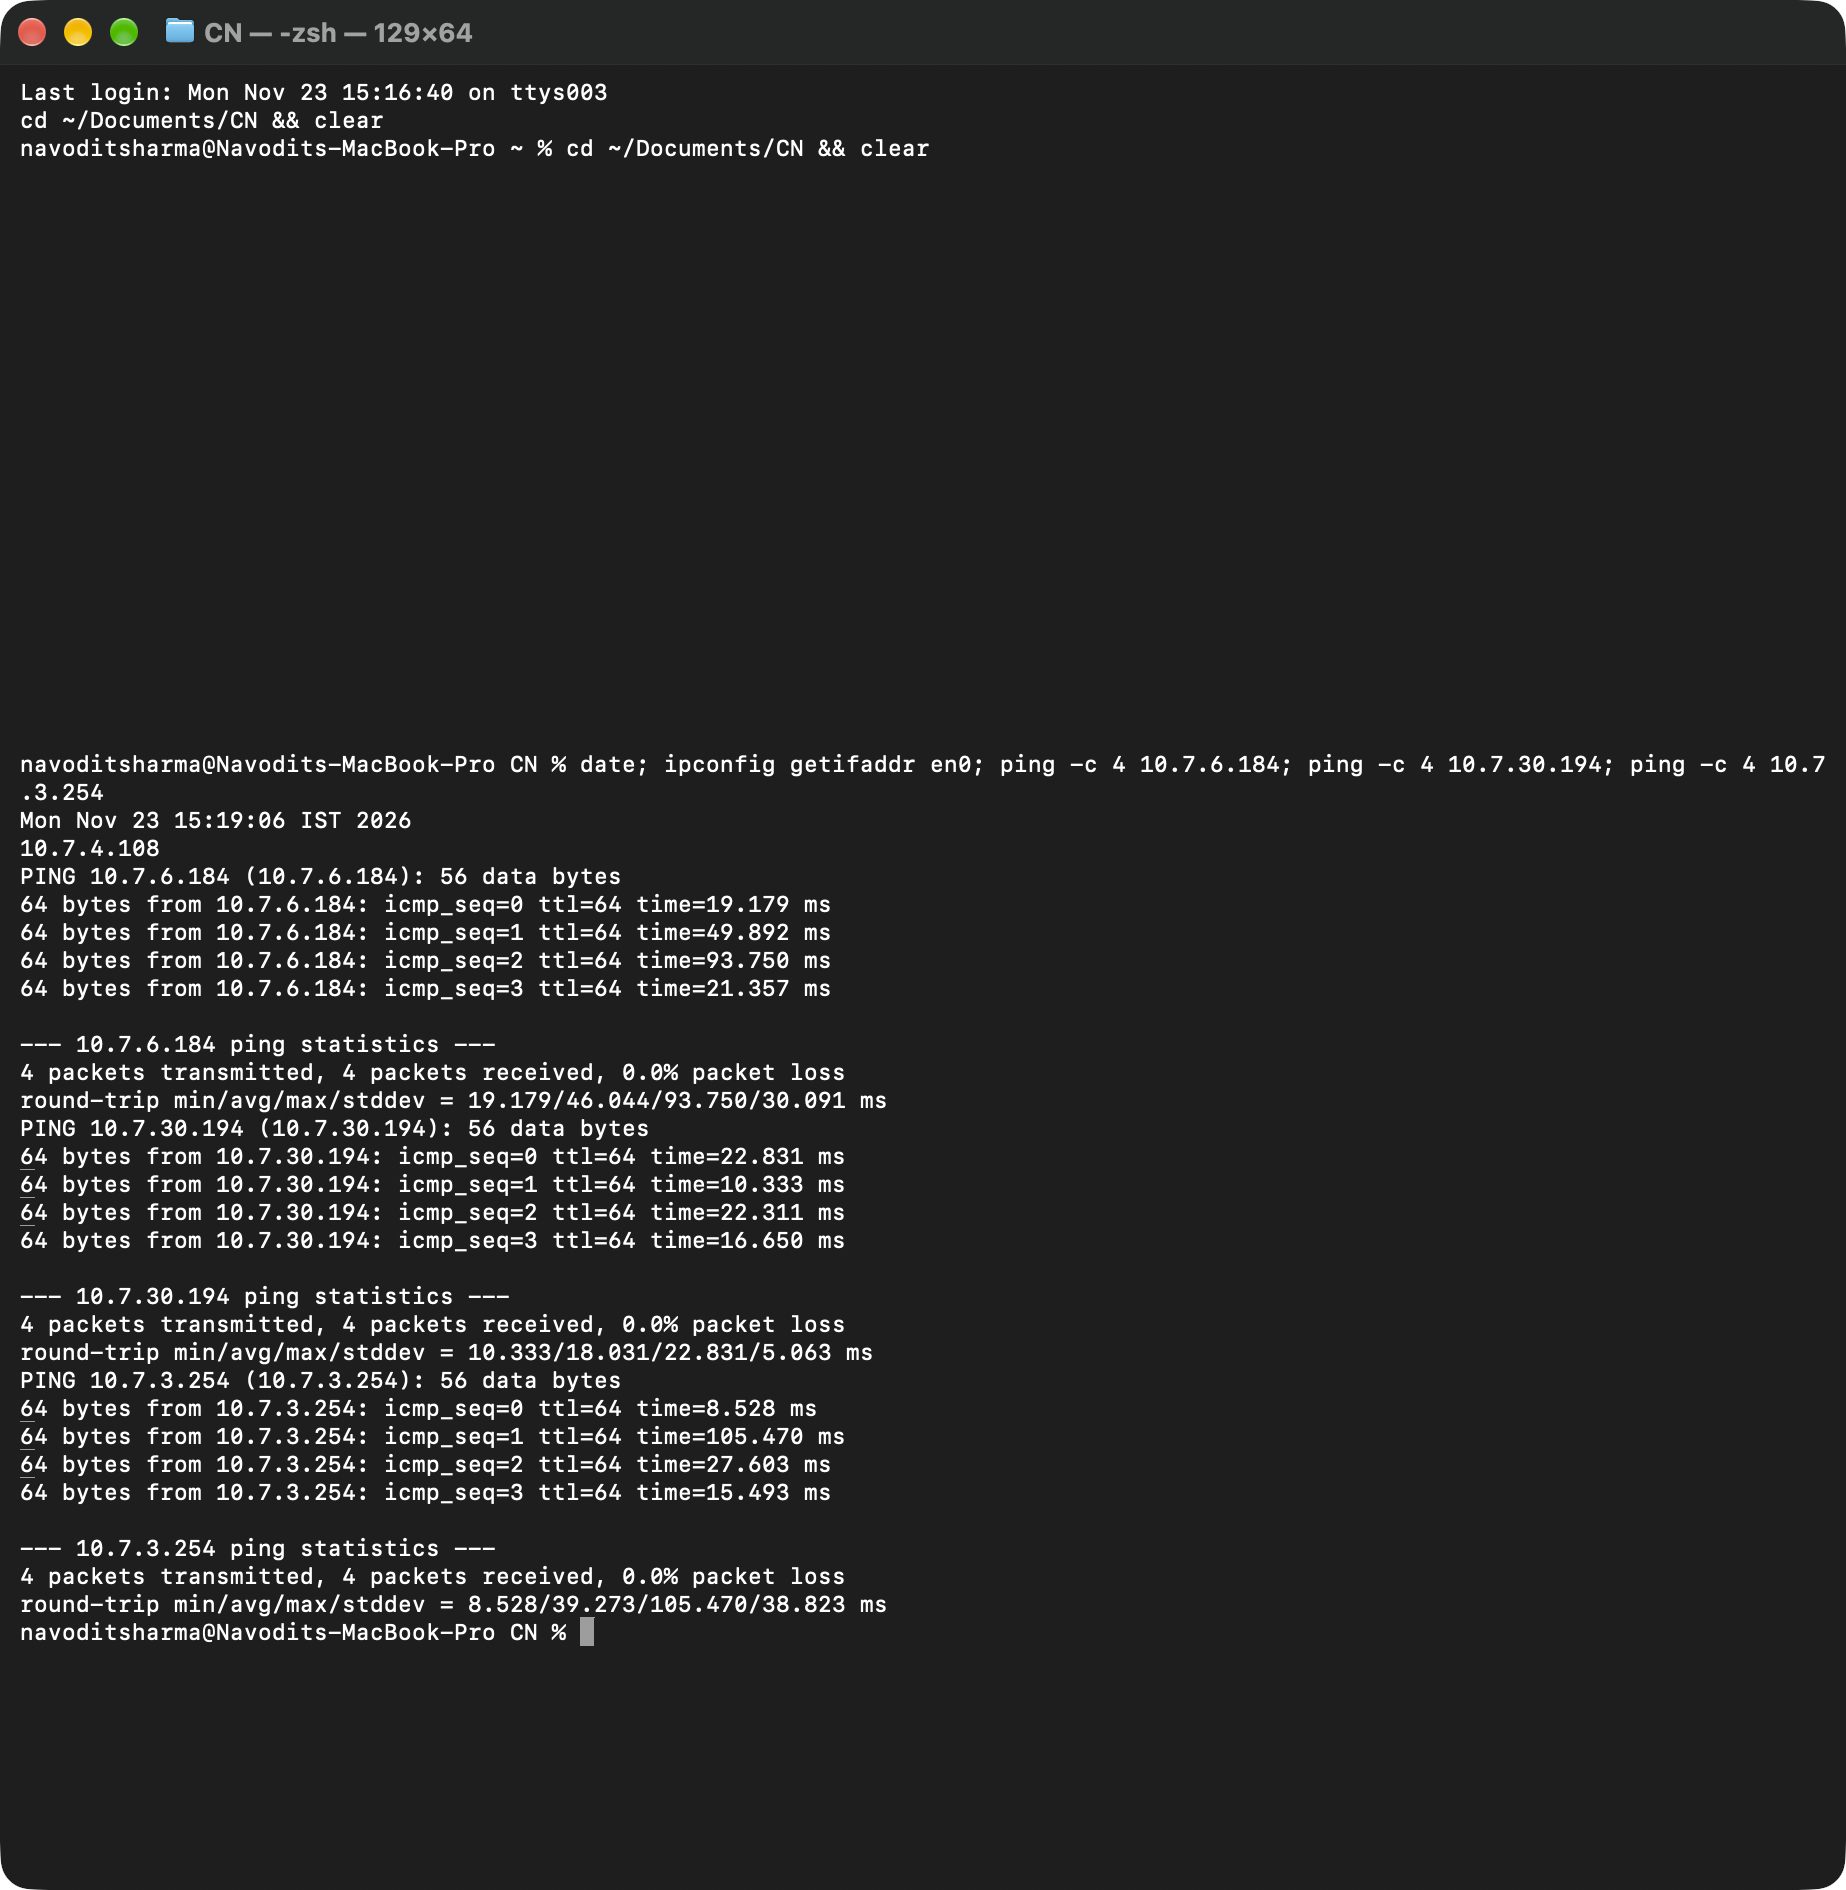 CN — -zsh — 129×64
Last login: Mon Nov 23 15:16:40 on ttys003
cd ~/Documents/CN && clear
navoditsharma@Navodits-MacBook-Pro ~ % cd ~/Documents/CN && clear
navoditsharma@Navodits-MacBook-Pro CN % date; ipconfig getifaddr en0; ping -c 4 10.7.6.184; ping -c 4 10.7.30.194; ping -c 4 10.7
.3.254
Mon Nov 23 15:19:06 IST 2026
10.7.4.108
PING 10.7.6.184 (10.7.6.184): 56 data bytes
64 bytes from 10.7.6.184: icmp_seq=0 ttl=64 time=19.179 ms
64 bytes from 10.7.6.184: icmp_seq=1 ttl=64 time=49.892 ms
64 bytes from 10.7.6.184: icmp_seq=2 ttl=64 time=93.750 ms
64 bytes from 10.7.6.184: icmp_seq=3 ttl=64 time=21.357 ms
--- 10.7.6.184 ping statistics ---
4 packets transmitted, 4 packets received, 0.0% packet loss
round-trip min/avg/max/stddev = 19.179/46.044/93.750/30.091 ms
PING 10.7.30.194 (10.7.30.194): 56 data bytes
64 bytes from 10.7.30.194: icmp_seq=0 ttl=64 time=22.831 ms
64 bytes from 10.7.30.194: icmp_seq=1 ttl=64 time=10.333 ms
64 bytes from 10.7.30.194: icmp_seq=2 ttl=64 time=22.311 ms
64 bytes from 10.7.30.194: icmp_seq=3 ttl=64 time=16.650 ms
--- 10.7.30.194 ping statistics ---
4 packets transmitted, 4 packets received, 0.0% packet loss
round-trip min/avg/max/stddev = 10.333/18.031/22.831/5.063 ms
PING 10.7.3.254 (10.7.3.254): 56 data bytes
64 bytes from 10.7.3.254: icmp_seq=0 ttl=64 time=8.528 ms
64 bytes from 10.7.3.254: icmp_seq=1 ttl=64 time=105.470 ms
64 bytes from 10.7.3.254: icmp_seq=2 ttl=64 time=27.603 ms
64 bytes from 10.7.3.254: icmp_seq=3 ttl=64 time=15.493 ms
--- 10.7.3.254 ping statistics ---
4 packets transmitted, 4 packets received, 0.0% packet loss
round-trip min/avg/max/stddev = 8.528/39.273/105.470/38.823 ms
navoditsharma@Navodits-MacBook-Pro CN %